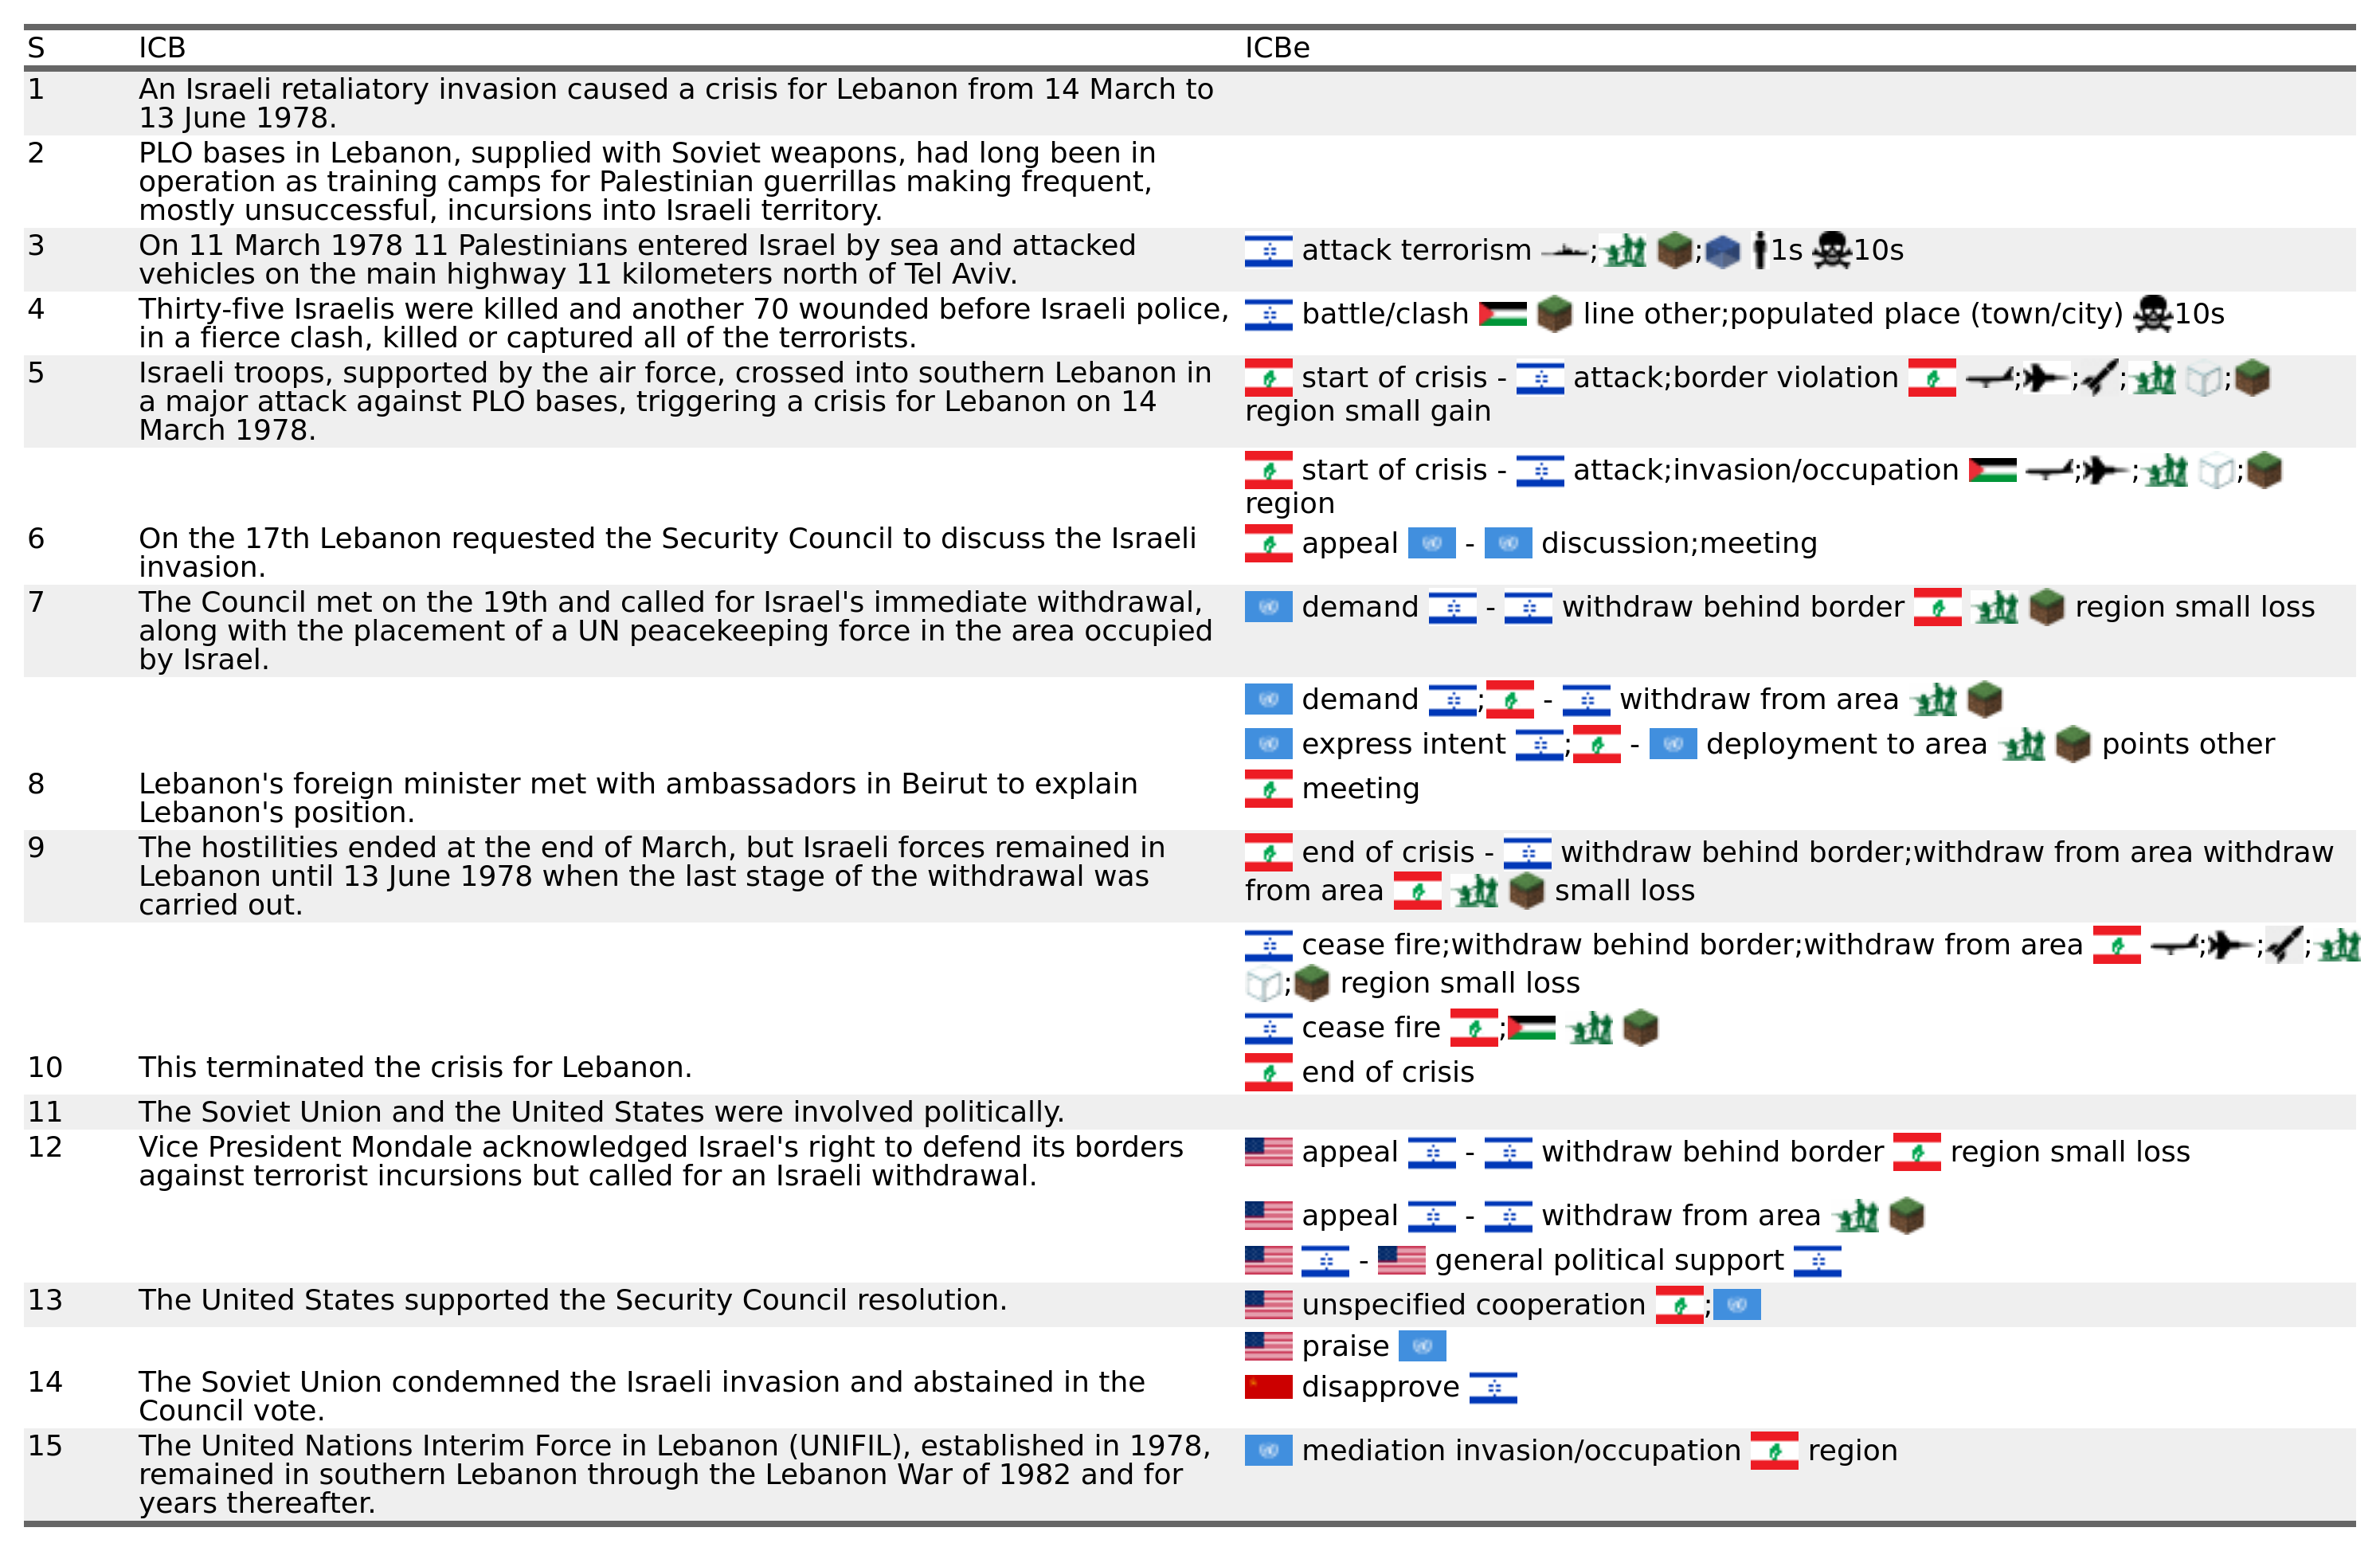 S ICB ICBe
1 An Israeli retaliatory invasion caused a crisis for Lebanon from 14 March to
13 June 1978.
2 PLO bases in Lebanon, supplied with Soviet weapons, had long been in
operation as training camps for Palestinian guerrillas making frequent,
mostly unsuccessful, incursions into Israeli territory.
3 On 11 March 1978 11 Palestinians entered Israel by sea and attacked
vehicles on the main highway 11 kilometers north of Tel Aviv.
attack terrorism ; ; 1s 10s
4 Thirty-five Israelis were killed and another 70 wounded before Israeli police,
in a fierce clash, killed or captured all of the terrorists.
battle/clash line other;populated place (town/city) 10s
5 Israeli troops, supported by the air force, crossed into southern Lebanon in
a major attack against PLO bases, triggering a crisis for Lebanon on 14
March 1978.
start of crisis - attack;border violation ; ; ; ;
region small gain
start of crisis - attack;invasion/occupation ; ; ;
region
6 On the 17th Lebanon requested the Security Council to discuss the Israeli
invasion.
appeal - discussion;meeting
7 The Council met on the 19th and called for Israel's immediate withdrawal,
along with the placement of a UN peacekeeping force in the area occupied
by Israel.
demand - withdraw behind border region small loss
demand ; - withdraw from area
express intent ; - deployment to area points other
8 Lebanon's foreign minister met with ambassadors in Beirut to explain
Lebanon's position.
meeting
9 The hostilities ended at the end of March, but Israeli forces remained in
Lebanon until 13 June 1978 when the last stage of the withdrawal was
carried out.
end of crisis - withdraw behind border;withdraw from area withdraw
from area small loss
cease fire;withdraw behind border;withdraw from area ; ; ;
; region small loss
cease fire ;
10 This terminated the crisis for Lebanon.
end of crisis
11 The Soviet Union and the United States were involved politically.
12 Vice President Mondale acknowledged Israel's right to defend its borders
against terrorist incursions but called for an Israeli withdrawal.
appeal - withdraw behind border region small loss
appeal - withdraw from area
- general political support
13 The United States supported the Security Council resolution.
unspecified cooperation ;
praise
14 The Soviet Union condemned the Israeli invasion and abstained in the
Council vote.
disapprove
15 The United Nations Interim Force in Lebanon (UNIFIL), established in 1978,
remained in southern Lebanon through the Lebanon War of 1982 and for
years thereafter.
mediation invasion/occupation region